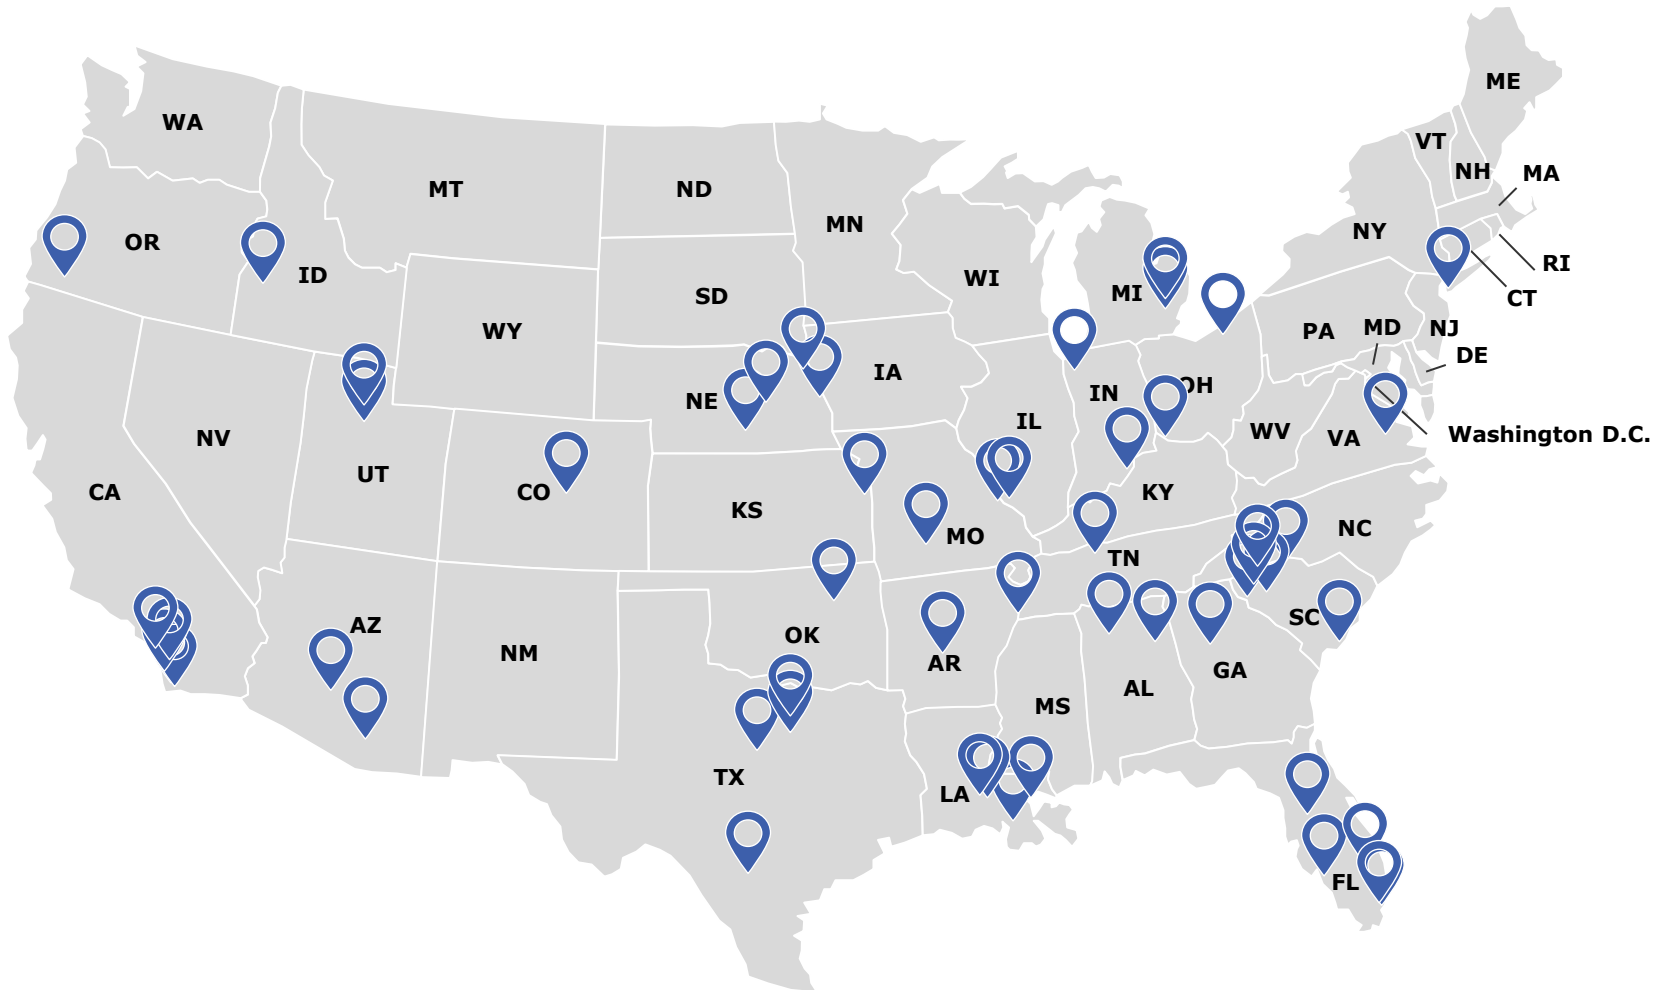 ME
WA
VT
NH
MA
MT
ND
MN
NY
OR
ID
WI
MI
RI
CT
SD
WY
PA
MD
NJ
DE
IA
NE
IN
OH
IL
NV
WV
VA
Washington D.C.
UT
CO
CA
KS
KY
MO
NC
TN
AZ
OK
SC
NM
AR
GA
AL
MS
TX
LA
FL